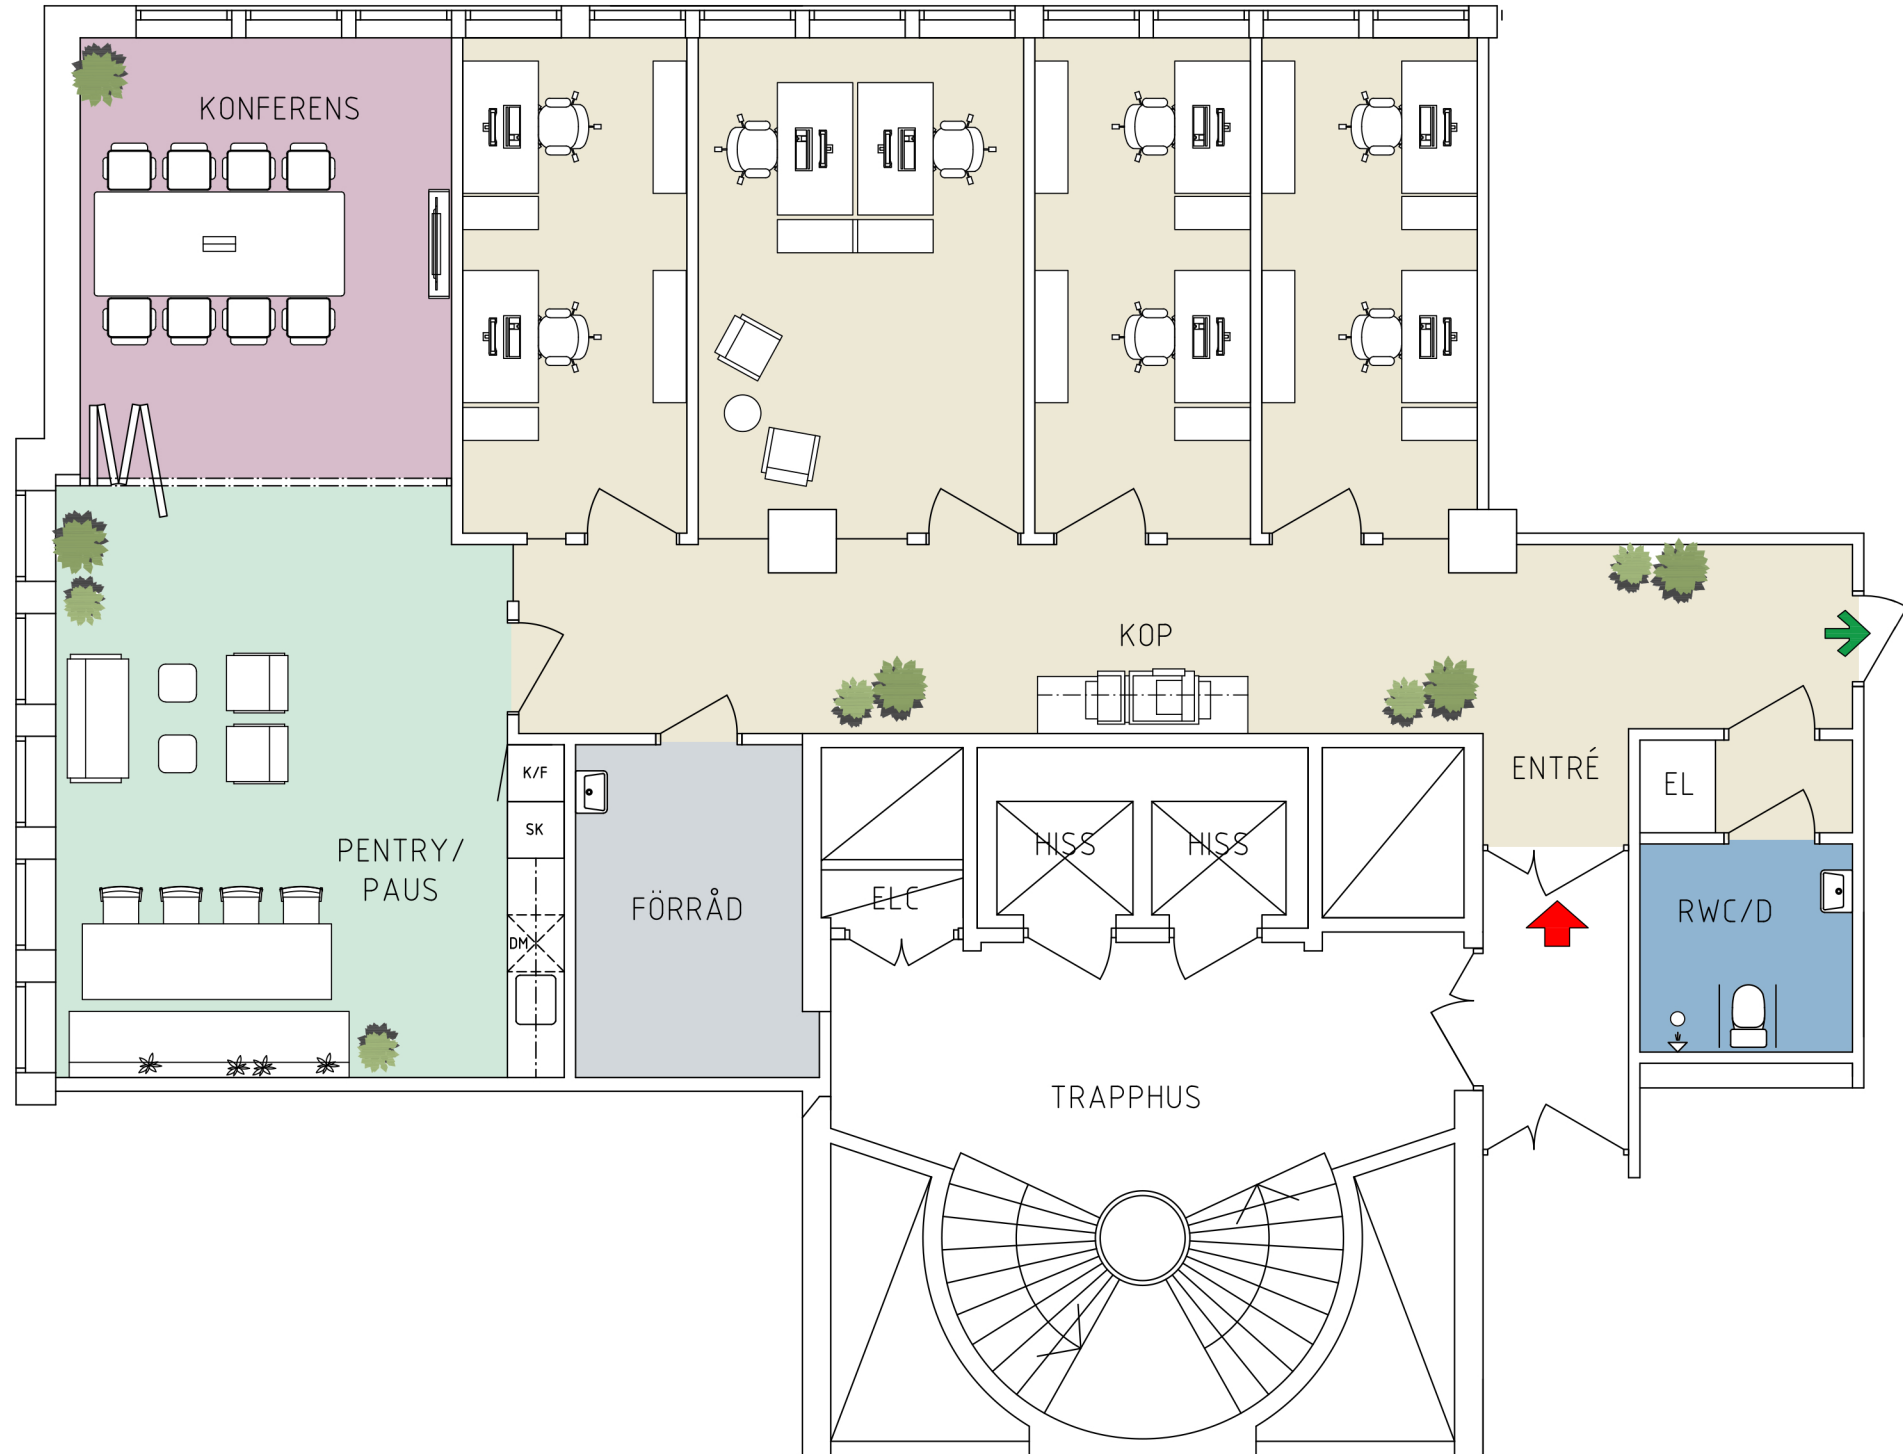 KONFERENS
KOP
ENTRÉ
EL
K/F
SK
PENTRY/
PAUS
DM
FÖRRÅD
ELC
HISS
HISS
RWC/D
TRAPPHUS